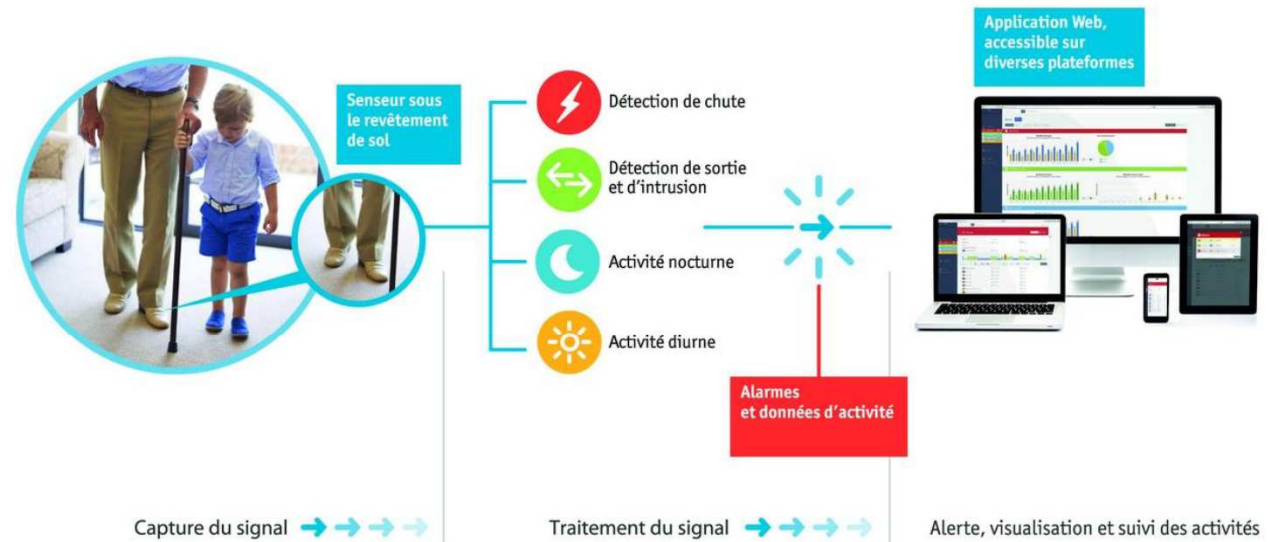 Application Web,
accessible sur
diverses plateformes
Senseur sous
le revêtement
de sol
Détection de chute
Détection de sortie
et d'intrusion
Activité nocturne
Activité diurne
Alarmes
et données d'activité
Capture du signal
Traitement du signal
Alerte, visualisation et suivi des activités